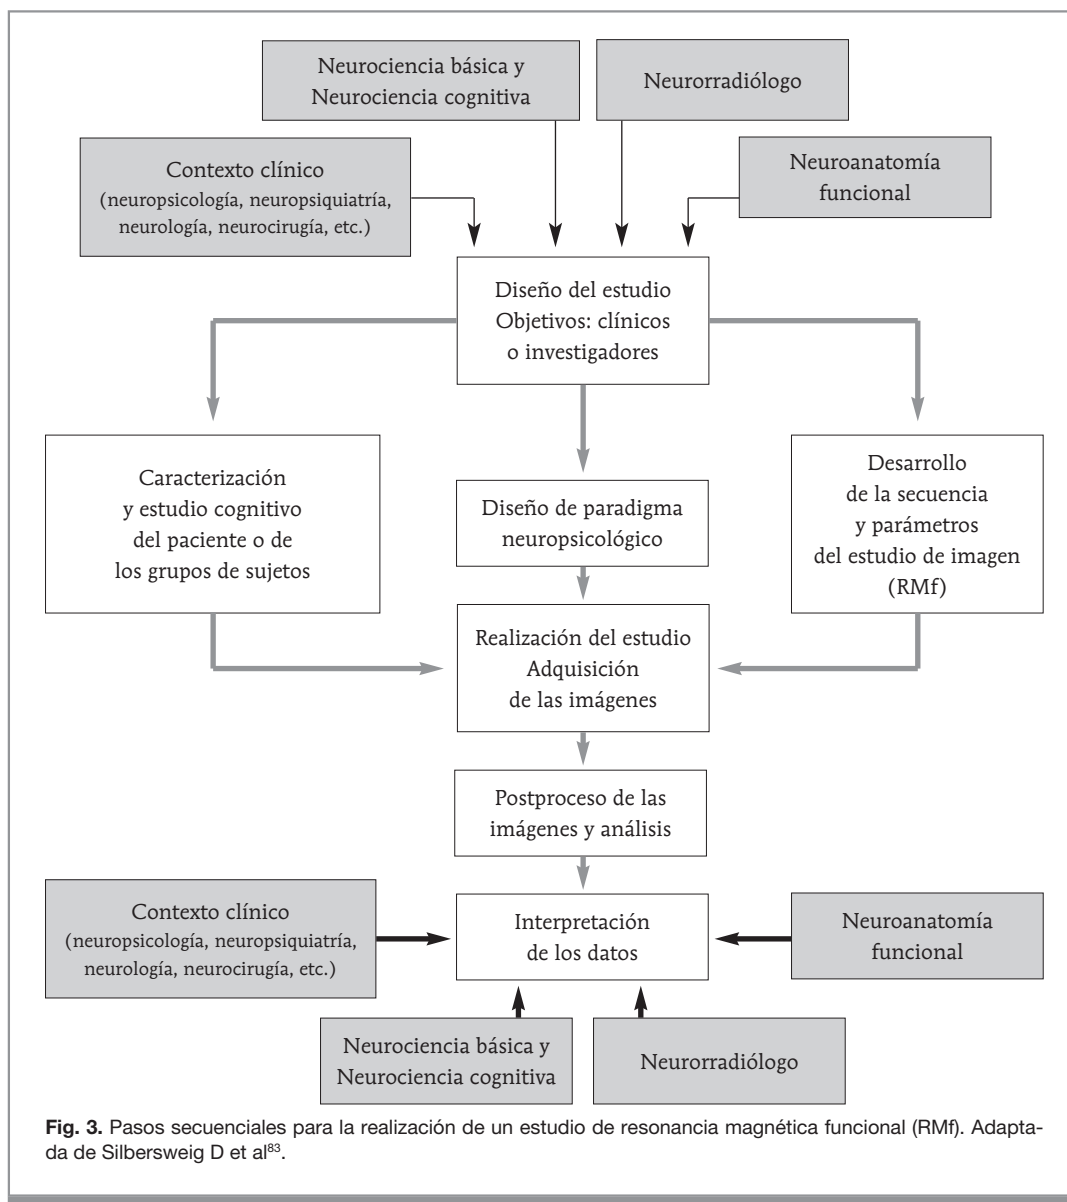 Neurociencia básica y
Neurociencia cognitiva
Neurorradiólogo
Contexto clínico
(neuropsicología, neuropsiquiatría,
neurología, neurocirugía, etc.)
Neuroanatomía
funcional
Diseño del estudio
Objetivos: clínicos
o investigadores
Caracterización
y estudio cognitivo
del paciente o de
los grupos de sujetos
Diseño de paradigma
neuropsicológico
Desarrollo
de la secuencia
y parámetros
del estudio de imagen
(RMf)
Realización del estudio
Adquisición
de las imágenes
Postproceso de las
imágenes y análisis
Contexto clínico
(neuropsicología, neuropsiquiatría,
neurología, neurocirugía, etc.)
Interpretación
de los datos
Neuroanatomía
funcional
Neurociencia básica y
Neurociencia cognitiva
Neurorradiólogo
Fig. 3. Pasos secuenciales para la realización de un estudio de resonancia magnética funcional (RMf). Adapta-
da de Silbersweig D et al83.